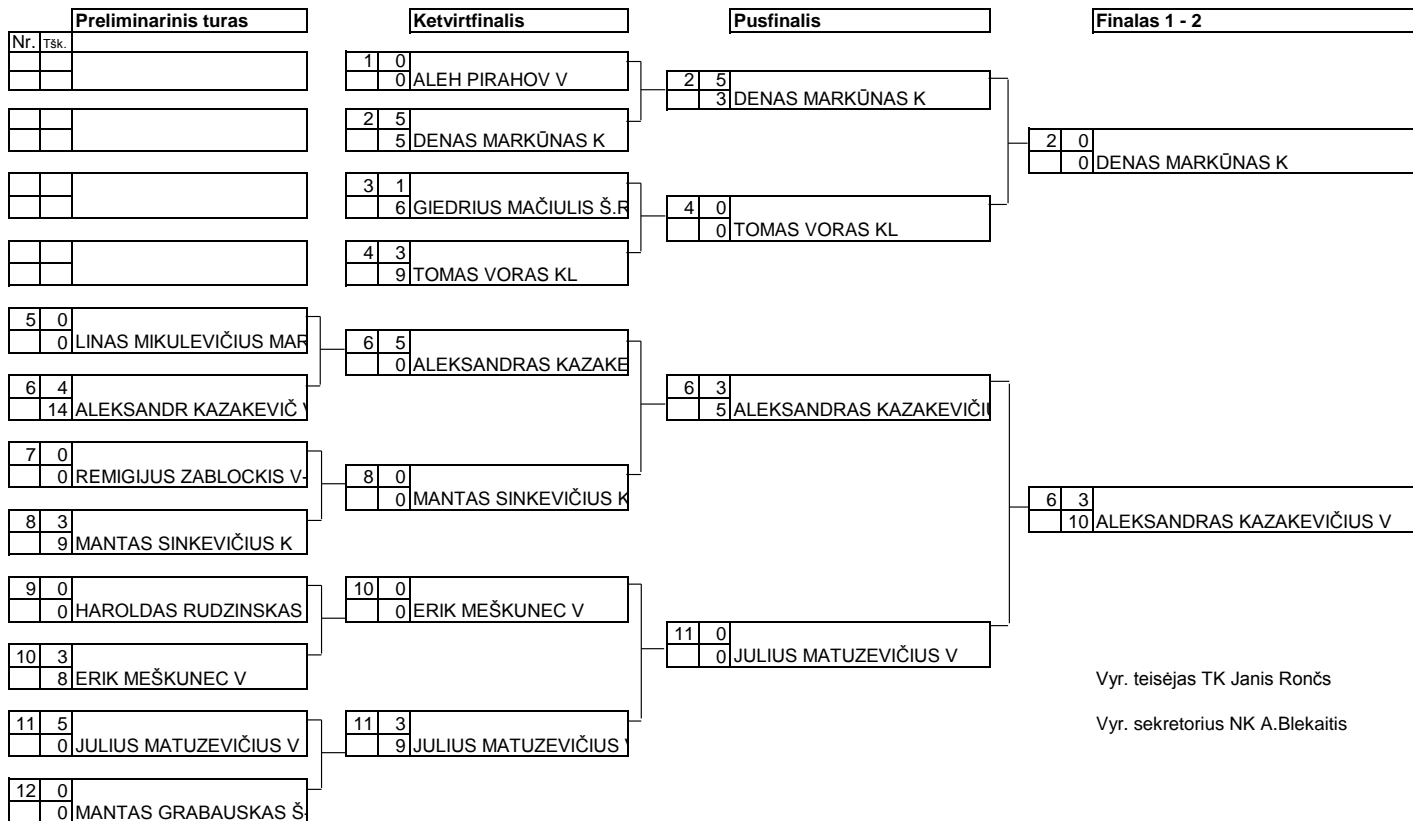 Preliminarinis turas
Nr. Tšk.
5 0
0 LINAS MIKULEVIČIUS MAR
6 4
14 ALEKSANDR KAZAKEVIČ
7 0
0 REMIGIJUS ZABLOCKIS V-
8 3
9 MANTAS SINKEVIČIUS K
9 0
0 HAROLDAS RUDZINSKAS
10 3
8 ERIK MEŠKUNEC V
11 5
0 JULIUS MATUZEVIČIUS V
12 0
0 MANTAS GRABAUSKAS Š-
Ketvirtfinalis
1 0
0 ALEH PIRAHOV V
2 5
5 DENAS MARKŪNAS K
3 1
6 GIEDRIUS MAČIULIS Š.R
4 3
9 TOMAS VORAS KL
6 5
0 ALEKSANDRAS KAZAKE
8 0
0 MANTAS SINKEVIČIUS K
10 0
0 ERIK MEŠKUNEC V
11 3
9 JULIUS MATUZEVIČIUS
Pusfinalis
2 5
3 DENAS MARKŪNAS K
4 0
0 TOMAS VORAS KL
6 3
5 ALEKSANDRAS KAZAKEVIČIU
11 0
0 JULIUS MATUZEVIČIUS V
Finalas 1 - 2
2 0
0 DENAS MARKŪNAS K
6 3
10 ALEKSANDRAS KAZAKEVIČIUS V
Vyr. teisėjas TK Janis Rončs
Vyr. sekretorius NK A.Blekaitis